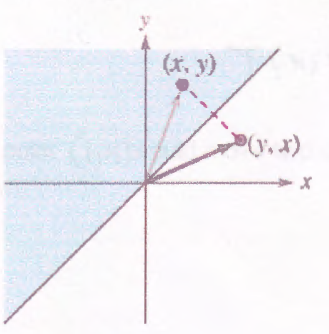 y
(x, y)
(y, x)
x